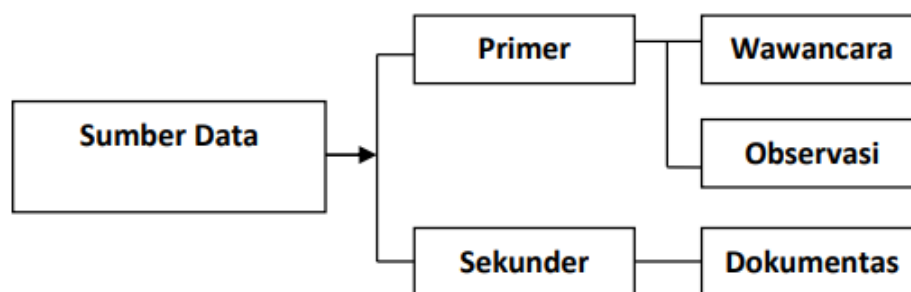 Sumber Data
Primer
Wawancara
Observasi
Sekunder
Dokumentas